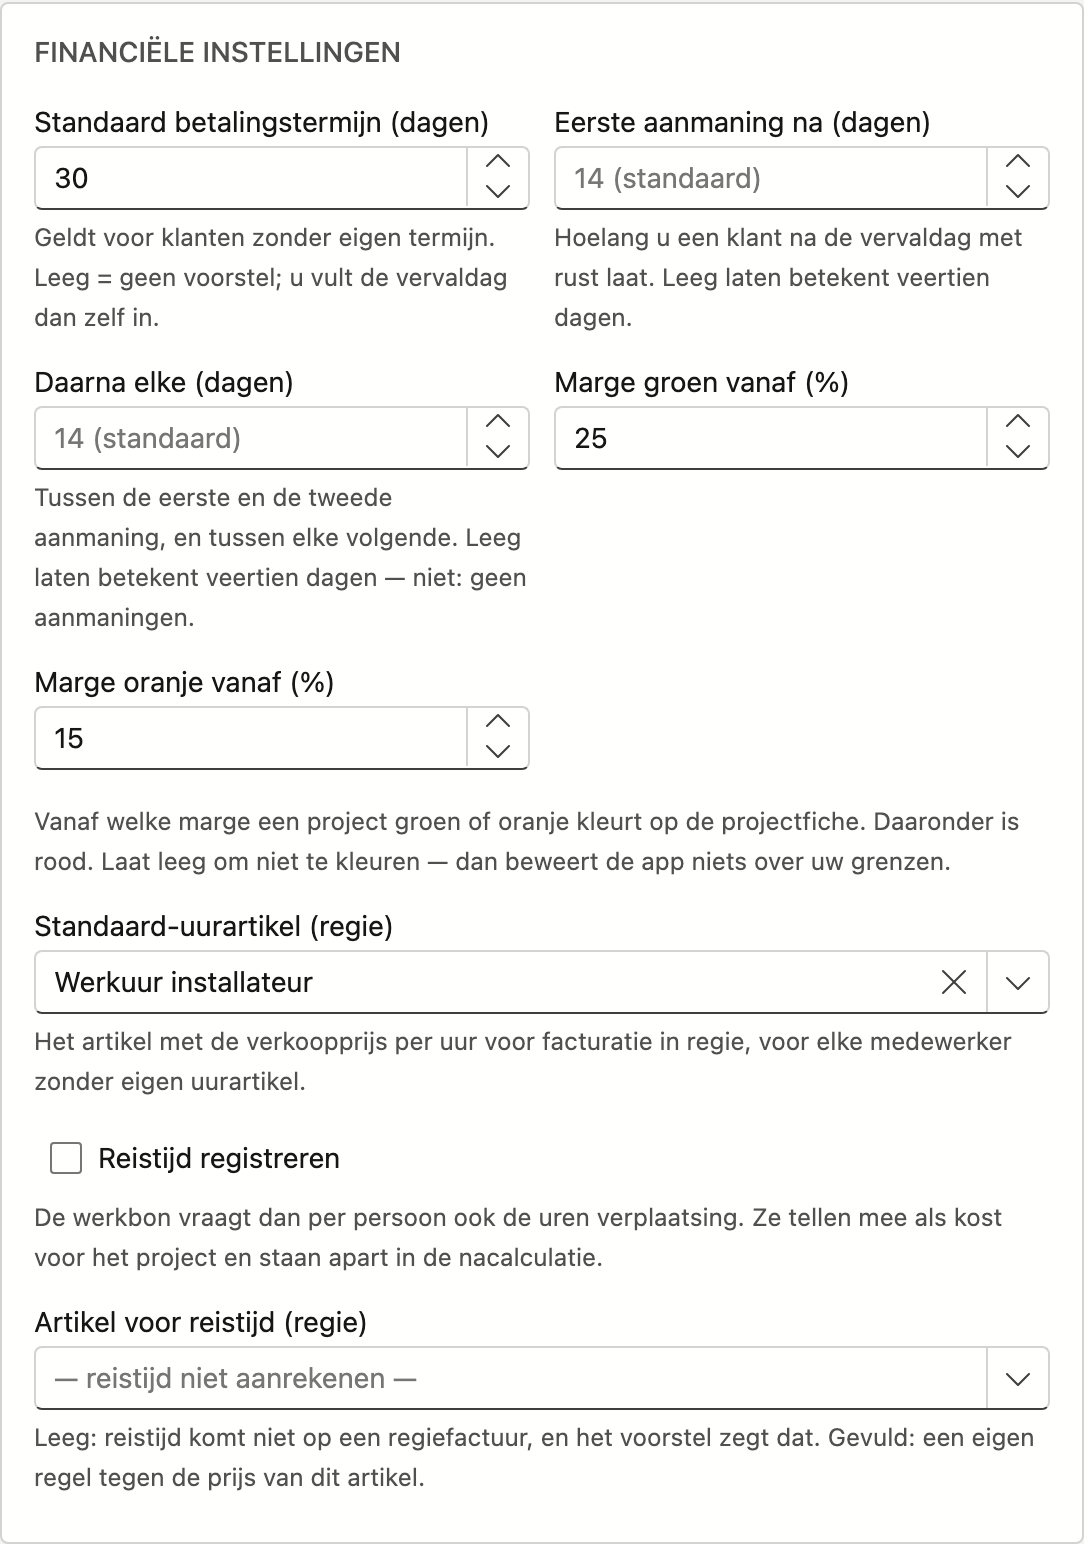 FINANCIËLE INSTELLINGEN
Standaard betalingstermijn (dagen)
30
Geldt voor klanten zonder eigen termijn.
Leeg = geen voorstel; u vult de vervaldag
dan zelf in.
Eerste aanmaning na (dagen)
14 (standaard)
Hoelang u een klant na de vervaldag met
rust laat. Leeg laten betekent veertien
dagen.
Daarna elke (dagen)
14 (standaard)
Tussen de eerste en de tweede
aanmaning, en tussen elke volgende. Leeg
laten betekent veertien dagen — niet: geen
aanmaningen.
Marge groen vanaf (%)
25
Marge oranje vanaf (%)
15
Vanaf welke marge een project groen of oranje kleurt op de projectfiche. Daaronder is
rood. Laat leeg om niet te kleuren — dan beweert de app niets over uw grenzen.
Standaard-uurartikel (regie)
Werkuur installateur
Het artikel met de verkoopprijs per uur voor facturatie in regie, voor elke medewerker
zonder eigen uurartikel.
Reistijd registreren
De werkbon vraagt dan per persoon ook de uren verplaatsing. Ze tellen mee als kost
voor het project en staan apart in de nacalculatie.
Artikel voor reistijd (regie)
— reistijd niet aanrekenen —
Leeg: reistijd komt niet op een regiefactuur, en het voorstel zegt dat. Gevuld: een eigen
regel tegen de prijs van dit artikel.